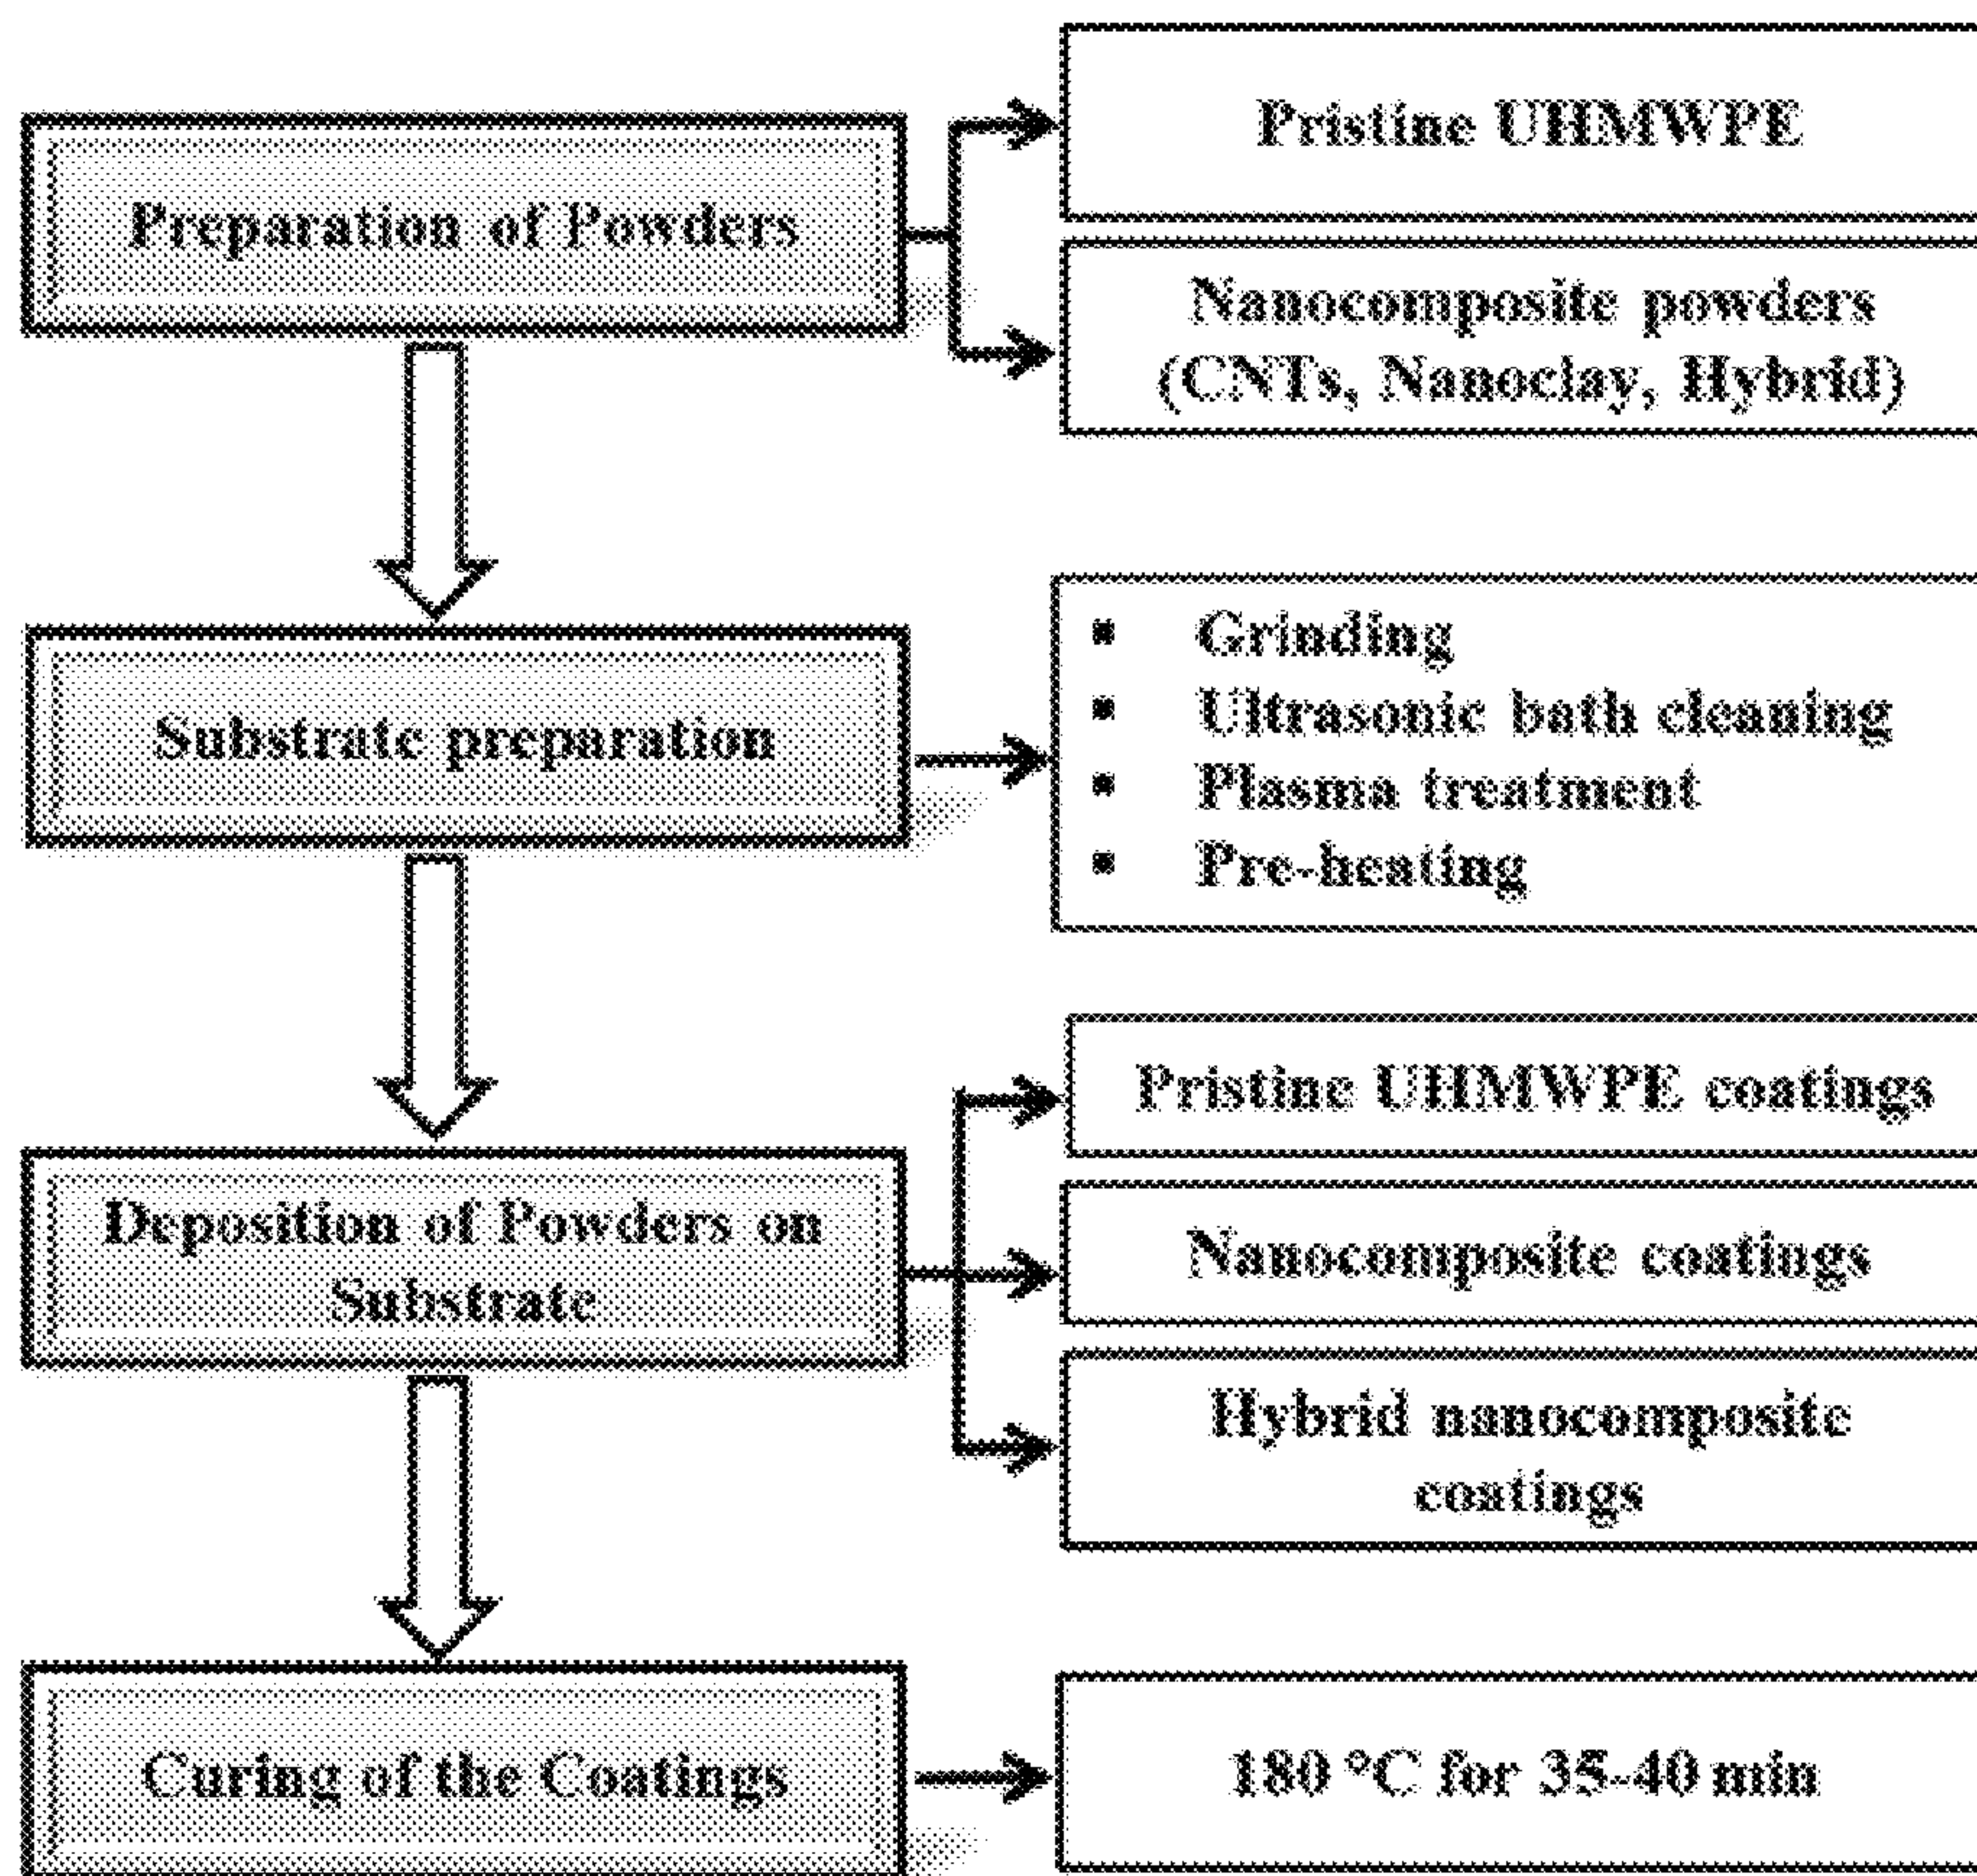 Preparation of Powders
Pristine UHMWPE
Nanocomposite powders
(CNTs, Nanoclay, Hybrid)
Substrate preparation
▪ Grinding
▪ Ultrasonic bath cleaning
▪ Plasma treatment
▪ Pre-heating
Deposition of Powders on
Substrate
Pristine UHMWPE coatings
Nanocomposite coatings
Hybrid nanocomposite
coatings
Curing of the Coatings
180 °C for 35-40 min